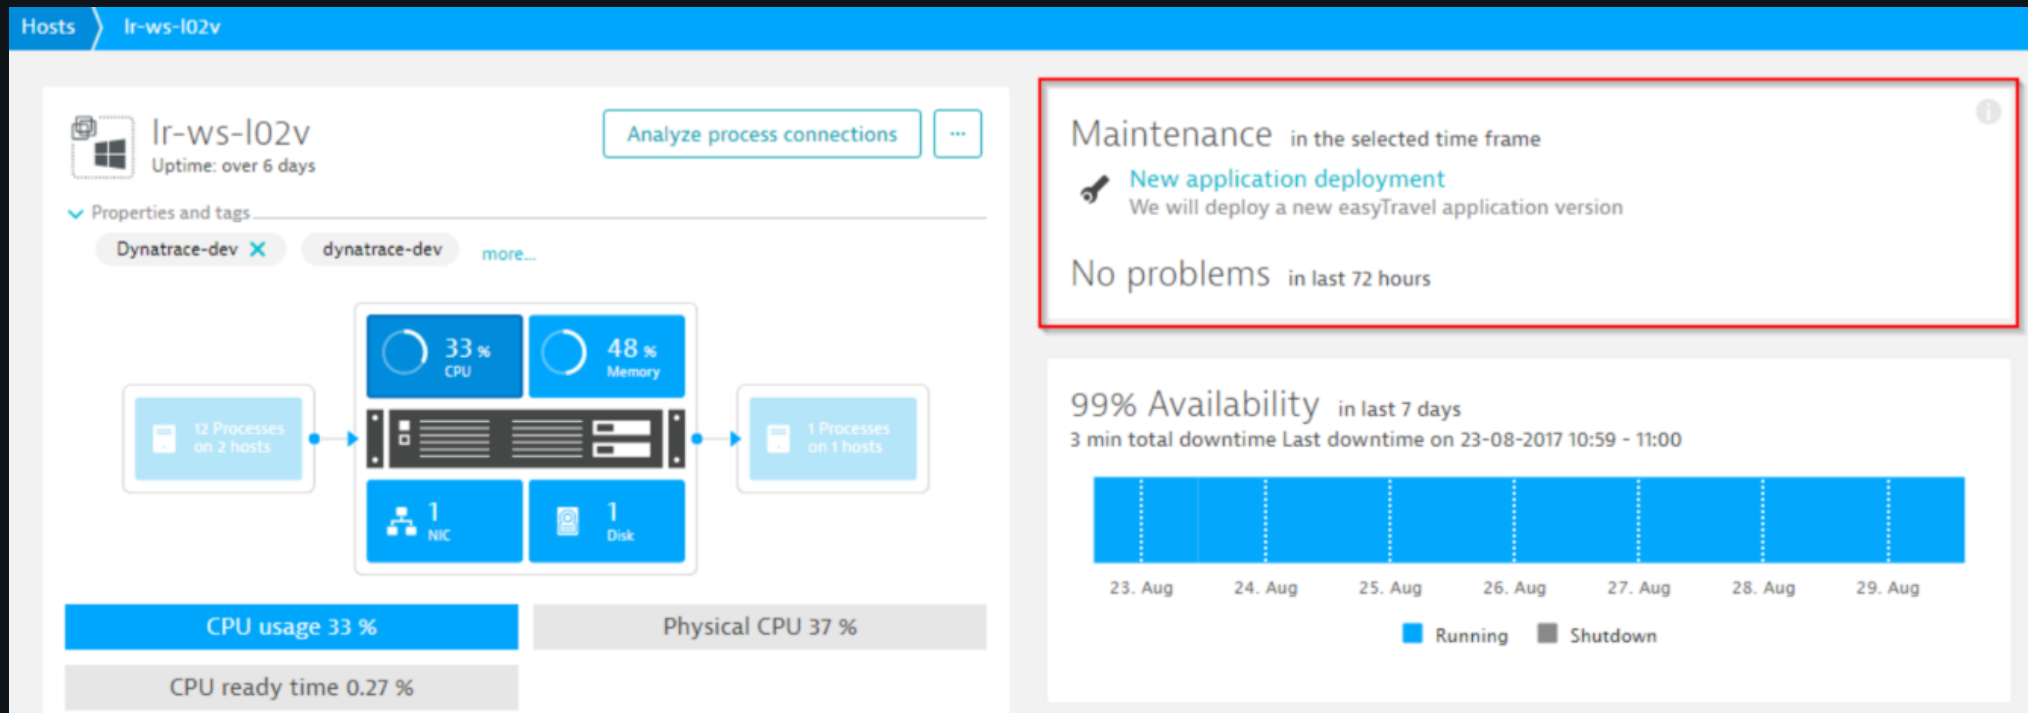 Hosts
lr-ws-l02v
lr-ws-l02v
Uptime: over 6 days
Analyze process connections
...
Properties and tags
Dynatrace-dev
dynatrace-dev
more...
33 %
CPU
48 %
Memory
12 Processes
on 2 hosts
1 Processes
on 1 hosts
1
NIC
1
Disk
CPU usage 33 %
Physical CPU 37 %
CPU ready time 0.27 %
Maintenance in the selected time frame
New application deployment
We will deploy a new easyTravel application version
No problems in last 72 hours
99% Availability in last 7 days
3 min total downtime Last downtime on 23-08-2017 10:59 - 11:00
23. Aug 24. Aug 25. Aug 26. Aug 27. Aug 28. Aug 29. Aug
Running Shutdown